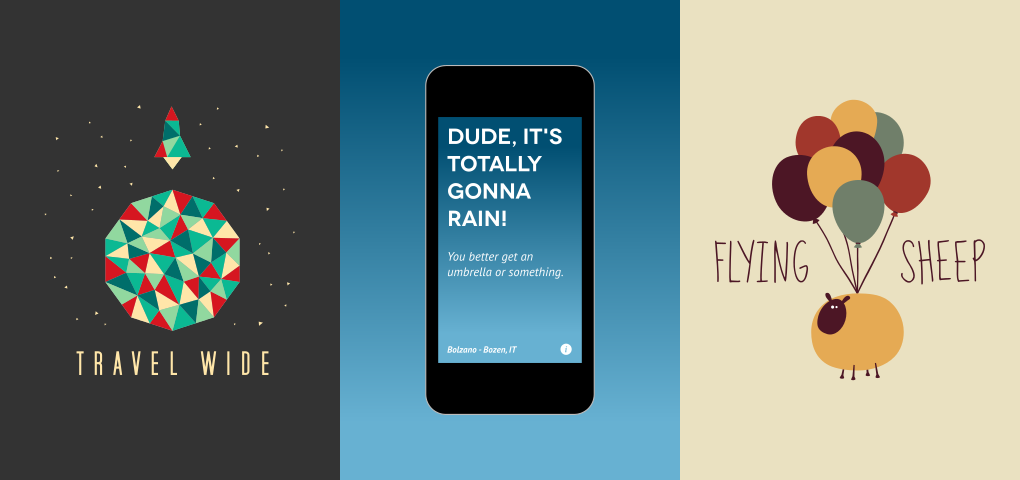 TRAVEL WIDE
DUDE, IT'S
TOTALLY
GONNA
RAIN!
You better get an
umbrella or something.
Bolzano - Bozen, IT
i
FLYING SHEEP